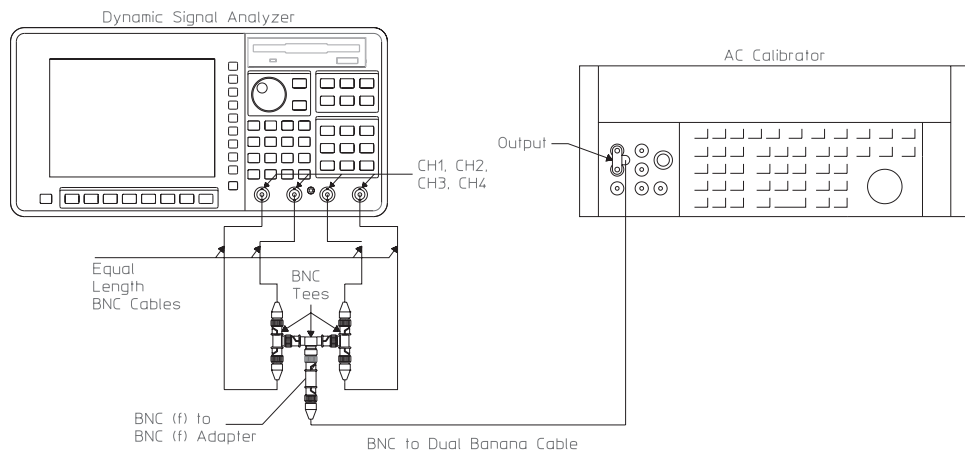 Dynamic Signal Analyzer
AC Calibrator
Output
CH1, CH2,
CH3, CH4
Equal
Length
BNC Cables
BNC
Tees
BNC (f) to
BNC (f) Adapter
BNC to Dual Banana Cable